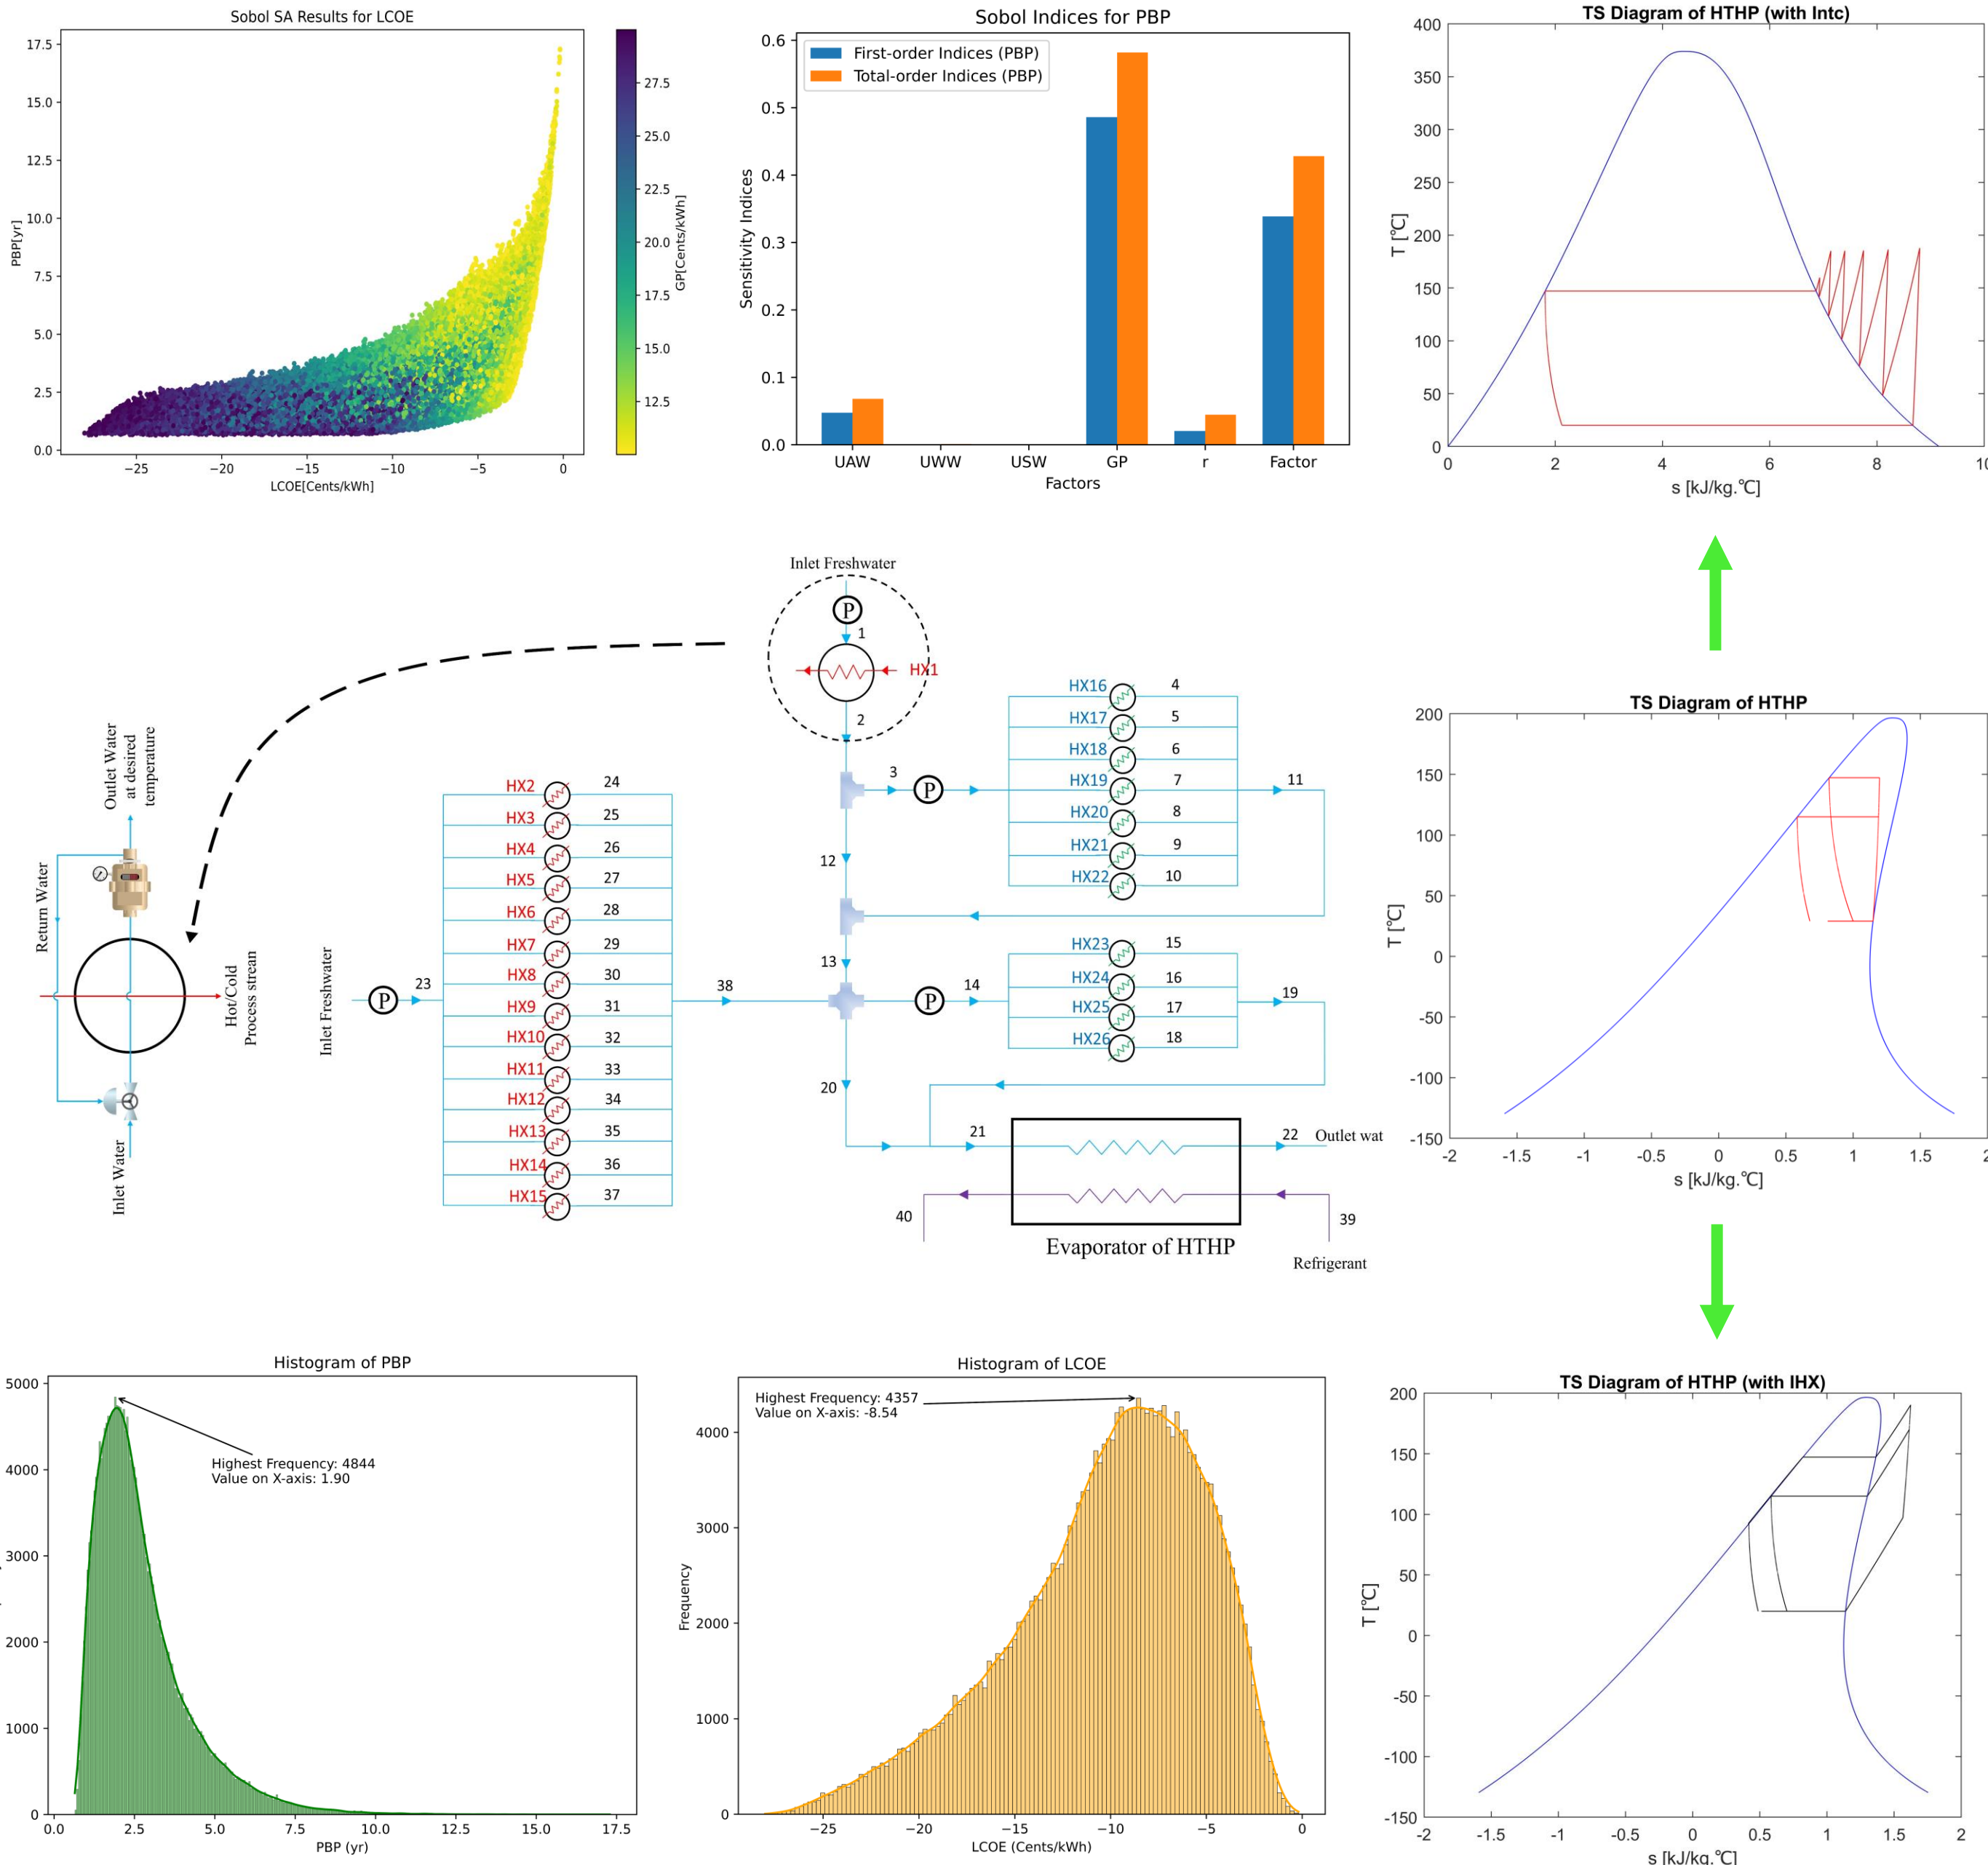 Sobol SA Results for LCOE
17.5
15.0
12.5
10.0
7.5
5.0
2.5
0.0
PBP[yr]
−25
−20
−15
−10
−5
0
LCOE[Cents/kWh]
27.5
25.0
22.5
20.0
17.5
15.0
12.5
GP[Cents/kWh]
Sobol Indices for PBP
First-order Indices (PBP)
Total-order Indices (PBP)
0.6
0.5
0.4
0.3
0.2
0.1
0.0
Sensitivity Indices
UAW
UWW
USW
GP
r
Factor
Factors
TS Diagram of HTHP (with Intc)
400
350
300
250
200
150
100
50
0
T [℃]
0
2
4
6
8
10
s [kJ/kg.℃]
Inlet Freshwater
P
1
HX1
2
3
P
HX16
4
HX17
5
HX18
6
HX19
7
HX20
8
HX21
9
HX22
10
11
12
13
P
14
HX23
15
HX24
16
HX25
17
HX26
18
19
20
21
22
Outlet wat
40
39
Evaporator of HTHP
Refrigerant
Outlet Water
at desired
temperature
Return Water
Hot/Cold
Process strean
Inlet Water
Inlet Freshwater
P
23
HX2
24
HX3
25
HX4
26
HX5
27
HX6
28
HX7
29
HX8
30
HX9
31
HX10
32
HX11
33
HX12
34
HX13
35
HX14
36
HX15
37
38
TS Diagram of HTHP
200
150
100
50
0
-50
-100
-150
T [℃]
-2
-1.5
-1
-0.5
0
0.5
1
1.5
2
s [kJ/kg.℃]
Histogram of PBP
5000
4000
3000
2000
1000
0
Highest Frequency: 4844
Value on X-axis: 1.90
0.0
2.5
5.0
7.5
10.0
12.5
15.0
17.5
PBP (yr)
Histogram of LCOE
Highest Frequency: 4357
Value on X-axis: -8.54
4000
3000
2000
1000
0
Frequency
−25
−20
−15
−10
−5
0
LCOE (Cents/kWh)
TS Diagram of HTHP (with IHX)
200
150
100
50
0
-50
-100
-150
T [℃]
-2
-1.5
-1
-0.5
0
0.5
1
1.5
2
s [kJ/kg.℃]